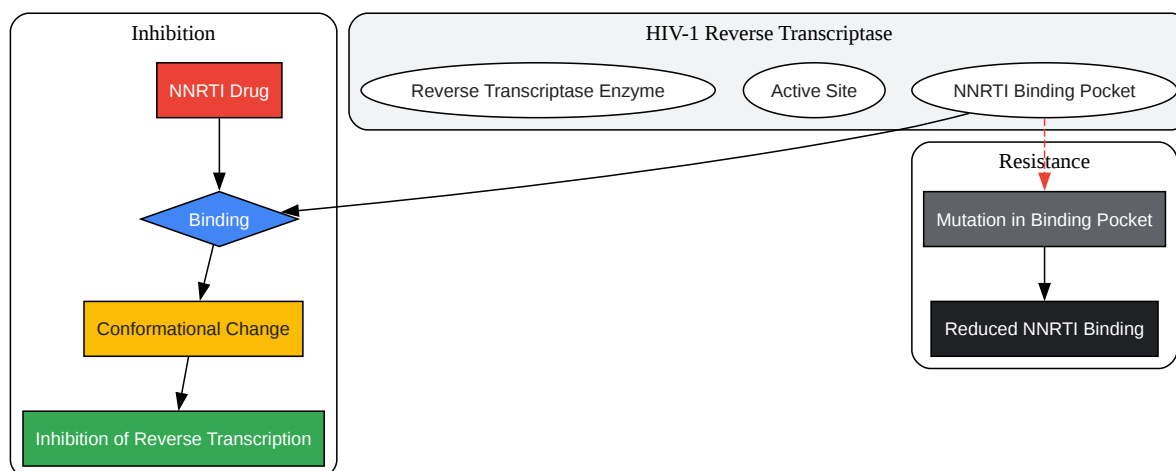 Inhibition
NNRTI Drug
Binding
Conformational Change
Inhibition of Reverse Transcription
HIV-1 Reverse Transcriptase
Reverse Transcriptase Enzyme
Active Site
NNRTI Binding Pocket
Resistance
Mutation in Binding Pocket
Reduced NNRTI Binding